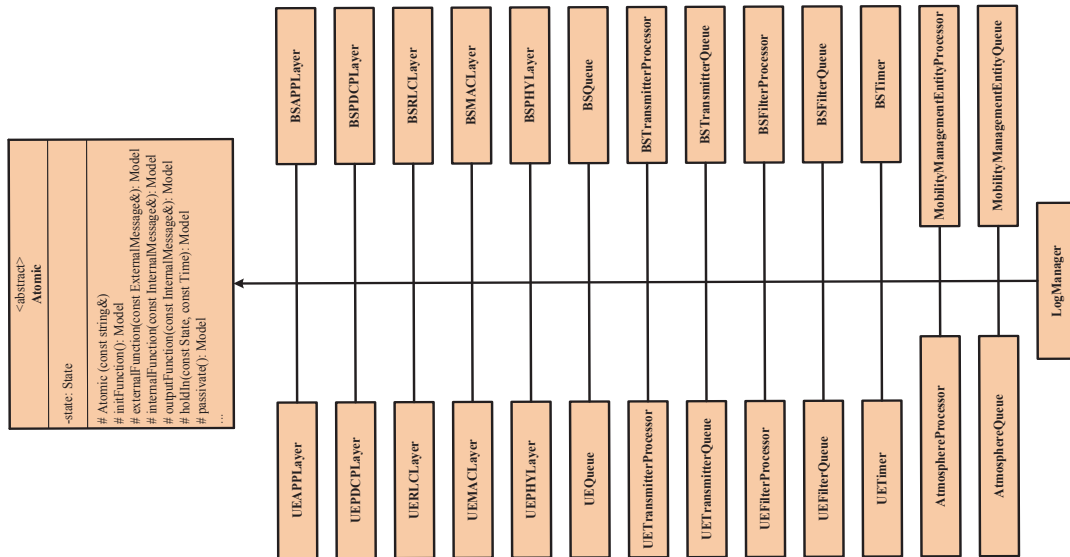 <abstract>
Atomic
-state: State
# Atomic (const string&)
# initFunction(): Model
# externalFunction(const ExternalMessage&): Model
# internalFunction(const InternalMessage&): Model
# outputFunction(const InternalMessage&): Model
# holdIn(const State, const Time): Model
# passivate(): Model
...
UEAPPLayer
BSAPPLayer
UEPDCPLayer
BSPDCPLayer
UERLCLayer
BSRLCLayer
UEMACLayer
BSMACLayer
UEPHYLayer
BSPHYLayer
UEQueue
BSQueue
UETransmitterProcessor
BSTransmitterProcessor
UETransmitterQueue
BSTransmitterQueue
UEFilterProcessor
BSFilterProcessor
UEFilterQueue
BSFilterQueue
UETimer
BSTimer
AtmosphereProcessor
MobilityManagementEntityProcessor
AtmosphereQueue
MobilityManagementEntityQueue
LogManager